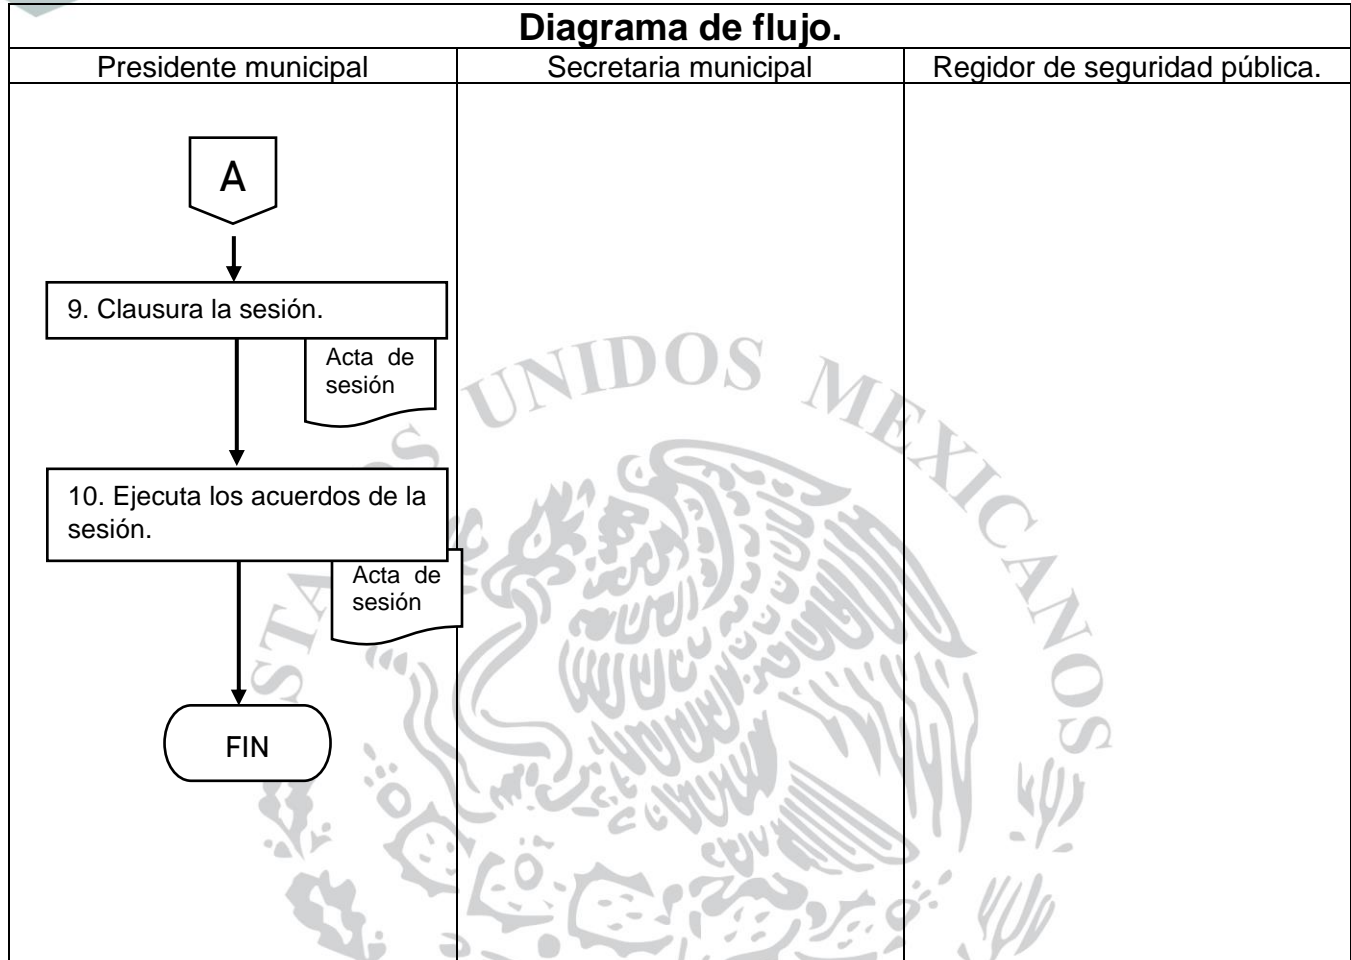 Diagrama de flujo.
Presidente municipal
Secretaria municipal
Regidor de seguridad pública.
A
9. Clausura la sesión.
Acta de
sesión
10. Ejecuta los acuerdos de la
sesión.
Acta de
sesión
FIN
ESTADOS UNIDOS MEXICANOS